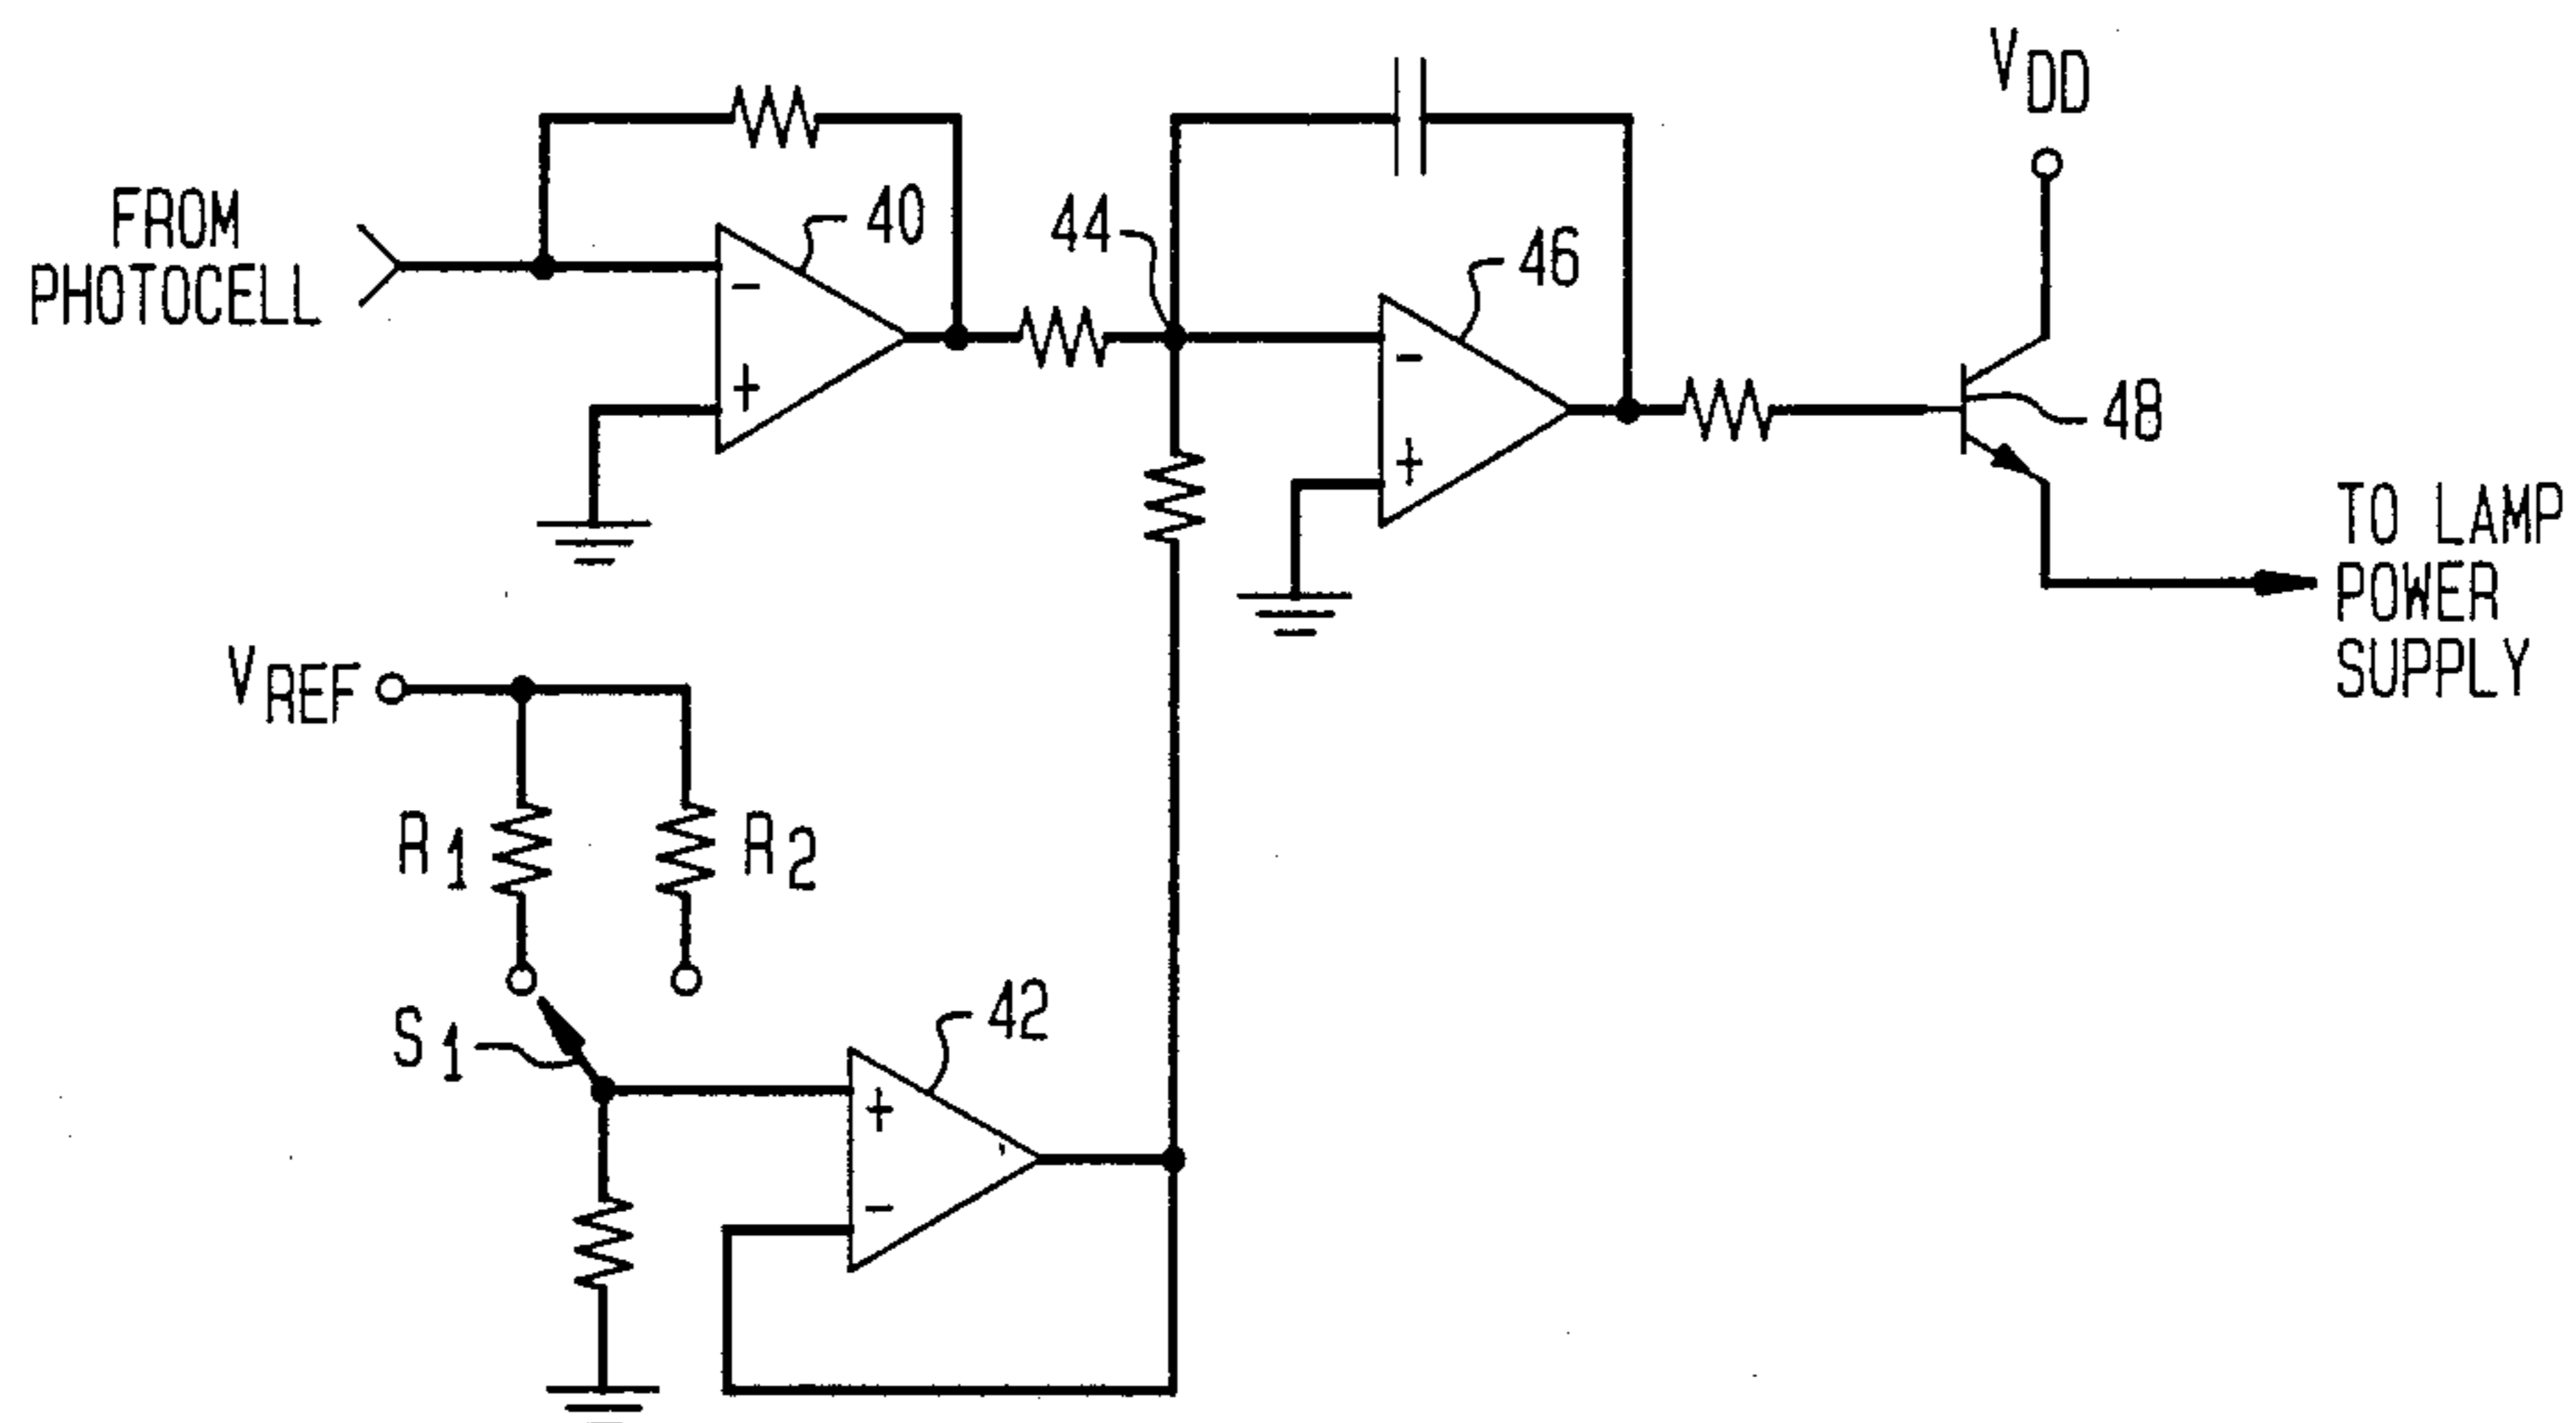 FROM
PHOTOCELL
40
-
+
44
46
-
+
VDD
48
TO LAMP
POWER
SUPPLY
VREF
R1
R2
S1
42
+
-